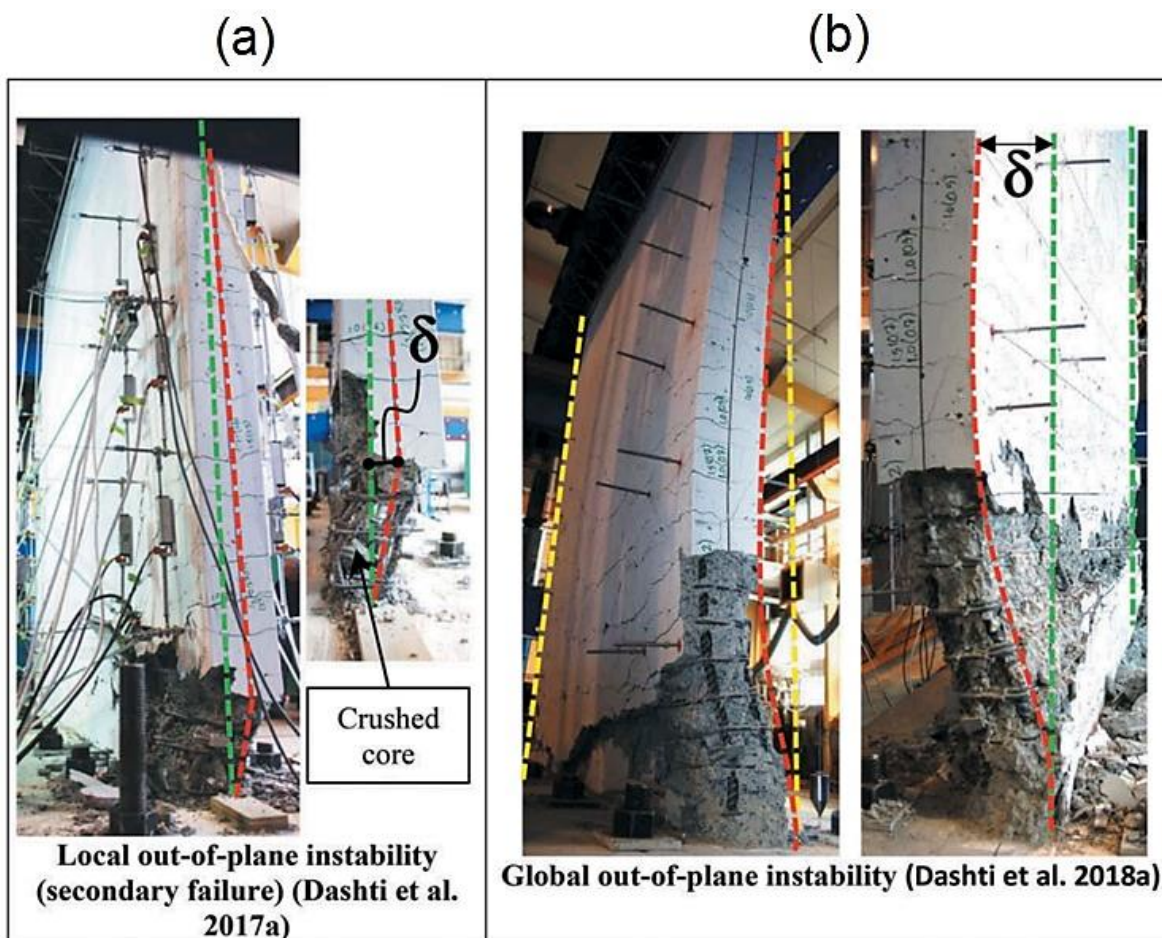 (a)
(b)
δ
δ
Crushed
core
Local out-of-plane instability
(secondary failure) (Dashti et al.
2017a)
Global out-of-plane instability (Dashti et al. 2018a)